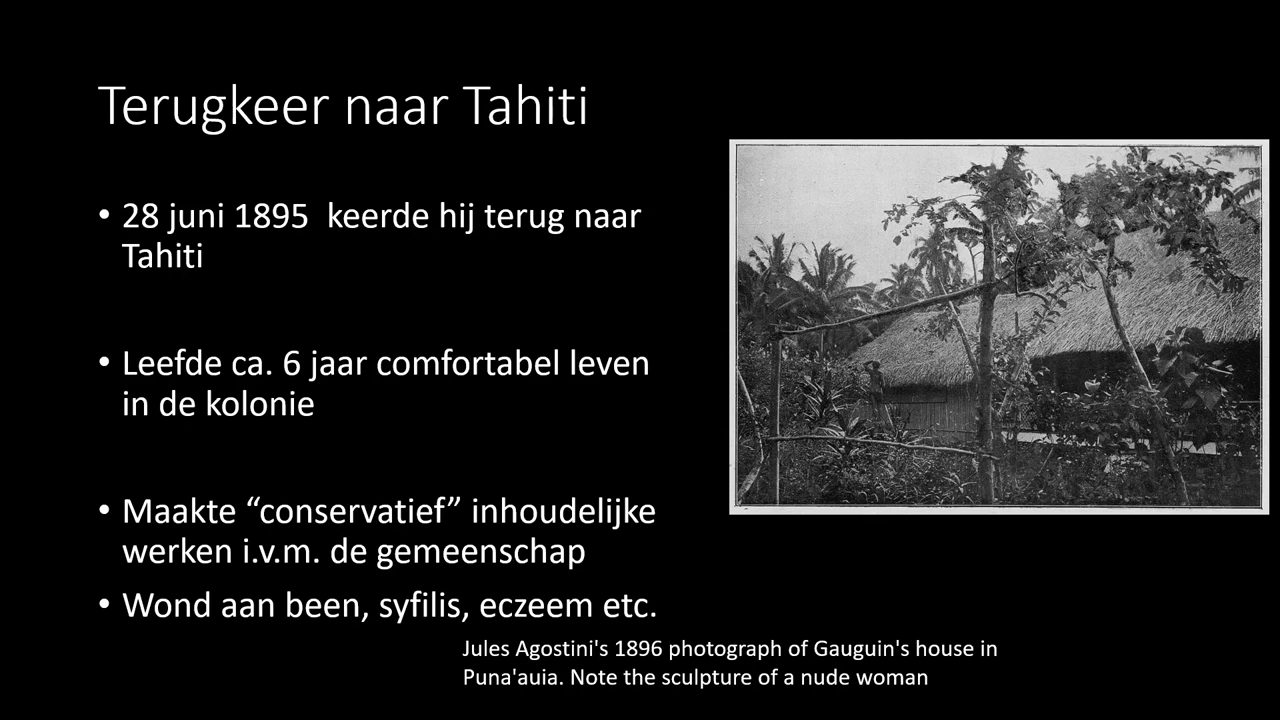 Terugkeer naar Tahiti
• 28 juni 1895  keerde hij terug naar
Tahiti
• Leefde ca. 6 jaar comfortabel leven
in de kolonie
• Maakte “conservatief” inhoudelijke
werken i.v.m. de gemeenschap
• Wond aan been, syfilis, eczeem etc.
Jules Agostini's 1896 photograph of Gauguin's house in
Puna'auia. Note the sculpture of a nude woman